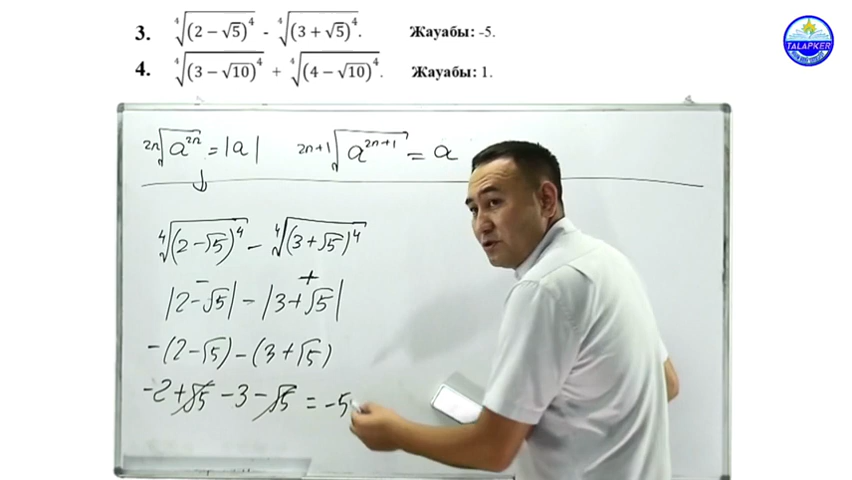 3. ⁴√(2 − √5)⁴ - ⁴√(3 + √5)⁴. Жауабы: -5.
4. ⁴√(3 − √10)⁴ + ⁴√(4 − √10)⁴. Жауабы: 1.
TALAPKER
²ⁿ√a²ⁿ = |a| ²ⁿ⁺¹√a²ⁿ⁺¹ = a
⁴√(2 − √5)⁴ − ⁴√(3 + √5)⁴
− +
|2 − √5| − |3 + √5|
−(2 − √5) − (3 + √5)
−2 + √5 − 3 − √5 = −5